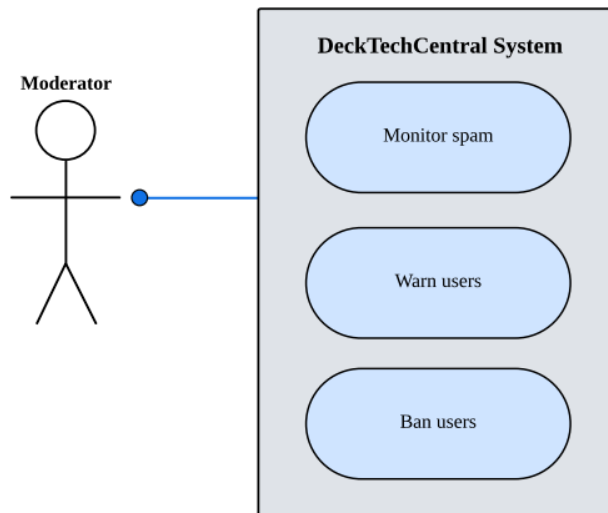 DeckTechCentral System
Moderator
Monitor spam
Warn users
Ban users